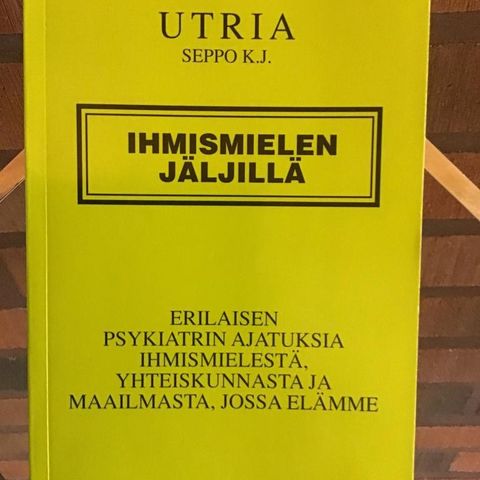 UTRIA
SEPPO K.J.
IHMISMIELEN
JÄLJILLÄ
ERILAISEN
PSYKIATRIN AJATUKSIA
IHMISMIELESTÄ,
YHTEISKUNNASTA JA
MAAILMASTA, JOSSA ELÄMME